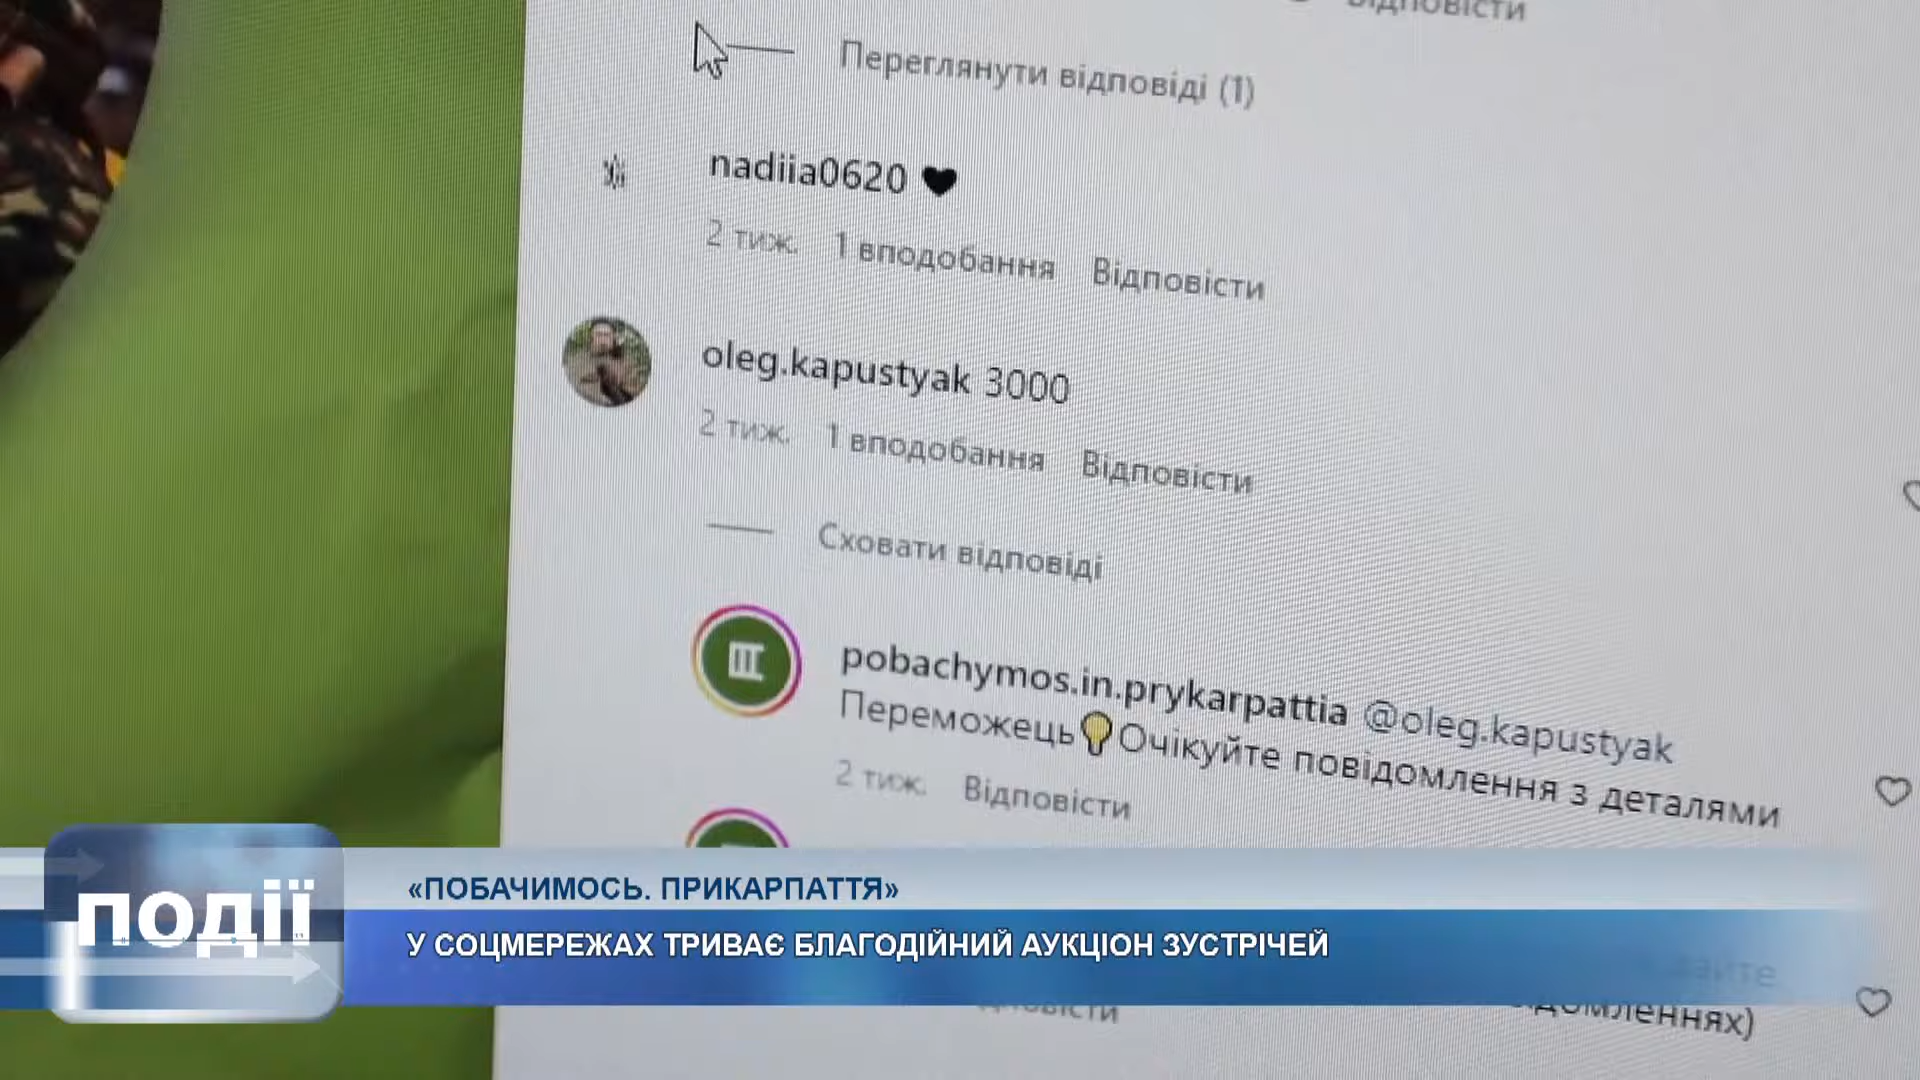 Відповісти
Переглянути відповіді (1)
nadiia0620 🖤
2 тиж. 1 вподобання Відповісти
oleg.kapustyak 3000
2 тиж. 1 вподобання Відповісти
Сховати відповіді
pobachymos.in.prykarpattia @oleg.kapustyak
Переможець💡Очікуйте повідомлення з деталями
2 тиж. Відповісти
ПОДІЇ
«ПОБАЧИМОСЬ. ПРИКАРПАТТЯ»
У СОЦМЕРЕЖАХ ТРИВАЄ БЛАГОДІЙНИЙ АУКЦІОН ЗУСТРІЧЕЙ